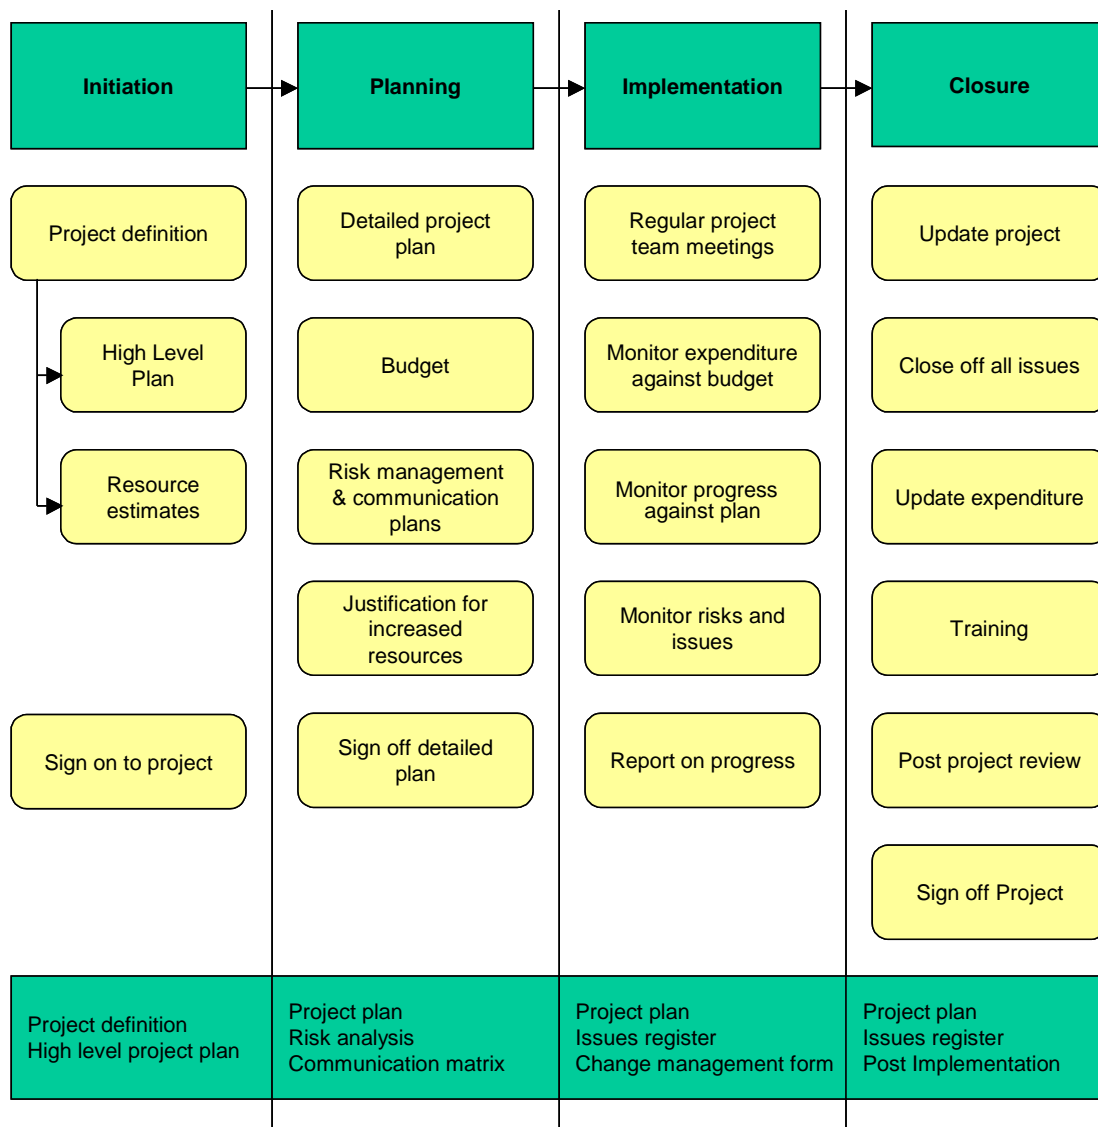 Initiation
Planning
Implementation
Closure
Project definition
High Level
Plan
Resource
estimates
Sign on to project
Detailed project
plan
Budget
Risk management
& communication
plans
Justification for
increased
resources
Sign off detailed
plan
Regular project
team meetings
Monitor expenditure
against budget
Monitor progress
against plan
Monitor risks and
issues
Report on progress
Update project
Close off all issues
Update expenditure
Training
Post project review
Sign off Project
Project definition
High level project plan
Project plan
Risk analysis
Communication matrix
Project plan
Issues register
Change management form
Project plan
Issues register
Post Implementation